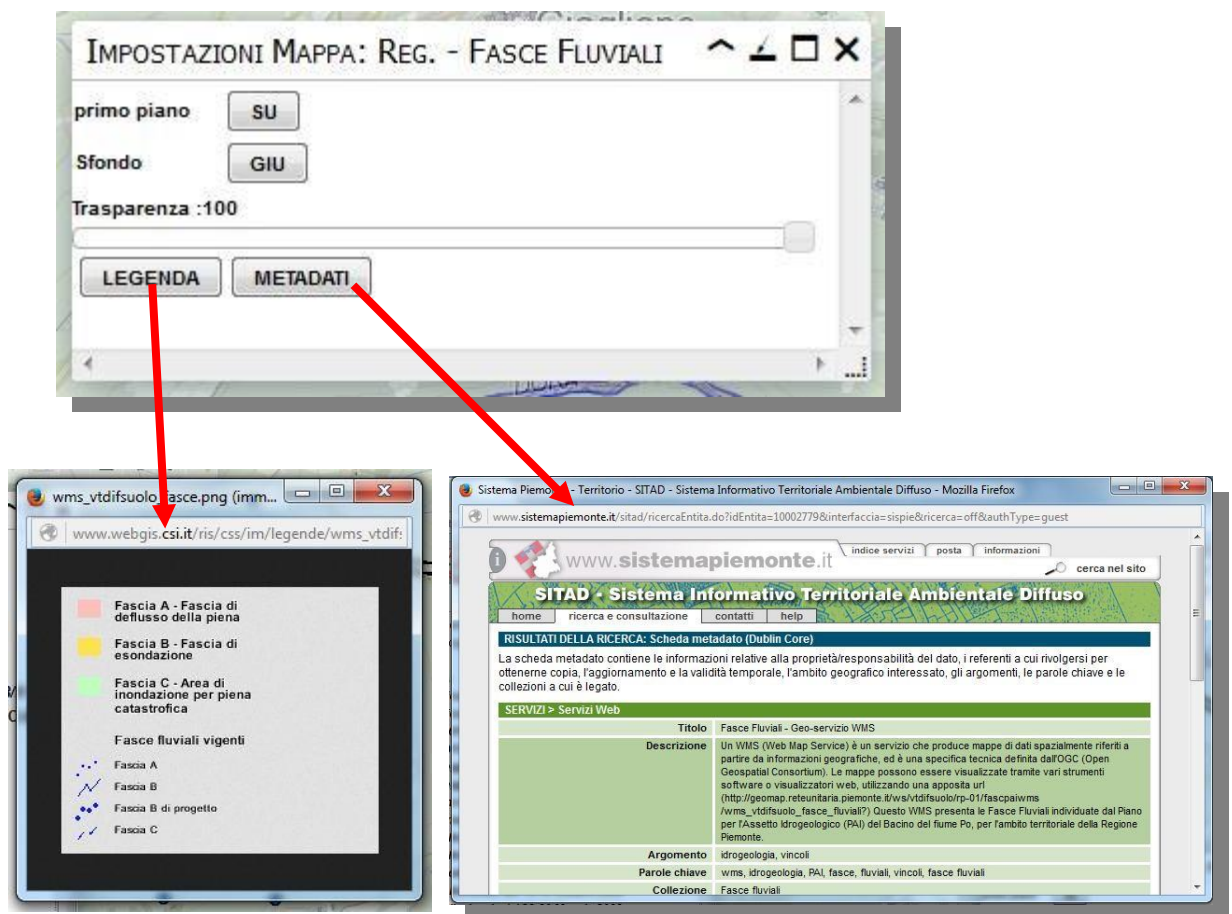 Gioglione
IMPOSTAZIONI MAPPA: REG. - FASCE FLUVIALI
primo piano SU
Sfondo GIU
Trasparenza :100
LEGENDA METADATI
DORA
wms_vtdifsuolo_fasce.png (imm...
www.webgis.csi.it/ris/css/im/legende/wms_vtdif
Fascia A - Fascia di
deflusso della piena
Fascia B - Fascia di
esondazione
Fascia C - Area di
inondazione per piena
catastrofica
Fasce fluviali vigenti
Fascia A
Fascia B
Fascia B di progetto
Fascia C
Sistema Piemonte - Territorio - SITAD - Sistema Informativo Territoriale Ambientale Diffuso - Mozilla Firefox
www.sistemapiemonte.it/sitad/ricercaEntita.do?idEntita=10002779&interfaccia=sispie&ricerca=off&authType=guest
www.sistemapiemonte.it
indice servizi posta informazioni
cerca nel sito
SITAD - Sistema Informativo Territoriale Ambientale Diffuso
home ricerca e consultazione contatti help
RISULTATI DELLA RICERCA: Scheda metadato (Dublin Core)
La scheda metadato contiene le informazioni relative alla proprietà/responsabilità del dato, i referenti a cui rivolgersi per
ottenerne copia, l'aggiornamento e la validità temporale, l'ambito geografico interessato, gli argomenti, le parole chiave e le
collezioni a cui è legato.
SERVIZI > Servizi Web
Titolo Fasce Fluviali - Geo-servizio WMS
Descrizione Un WMS (Web Map Service) è un servizio che produce mappe di dati spazialmente riferiti a
partire da informazioni geografiche, ed è una specifica tecnica definita dall'OGC (Open
Geospatial Consortium). Le mappe possono essere visualizzate tramite vari strumenti
software o visualizzatori web, utilizzando una apposita url
(http://geomap.reteunitaria.piemonte.it/ws/vtdifsuolo/rp-01/fascpaiwms
/wms_vtdifsuolo_fasce_fluviali?) Questo WMS presenta le Fasce Fluviali individuate dal Piano
per l'Assetto Idrogeologico (PAI) del Bacino del fiume Po, per l'ambito territoriale della Regione
Piemonte.
Argomento idrogeologia, vincoli
Parole chiave wms, idrogeologia, PAI, fasce, fluviali, vincoli, fasce fluviali
Collezione Fasce fluviali